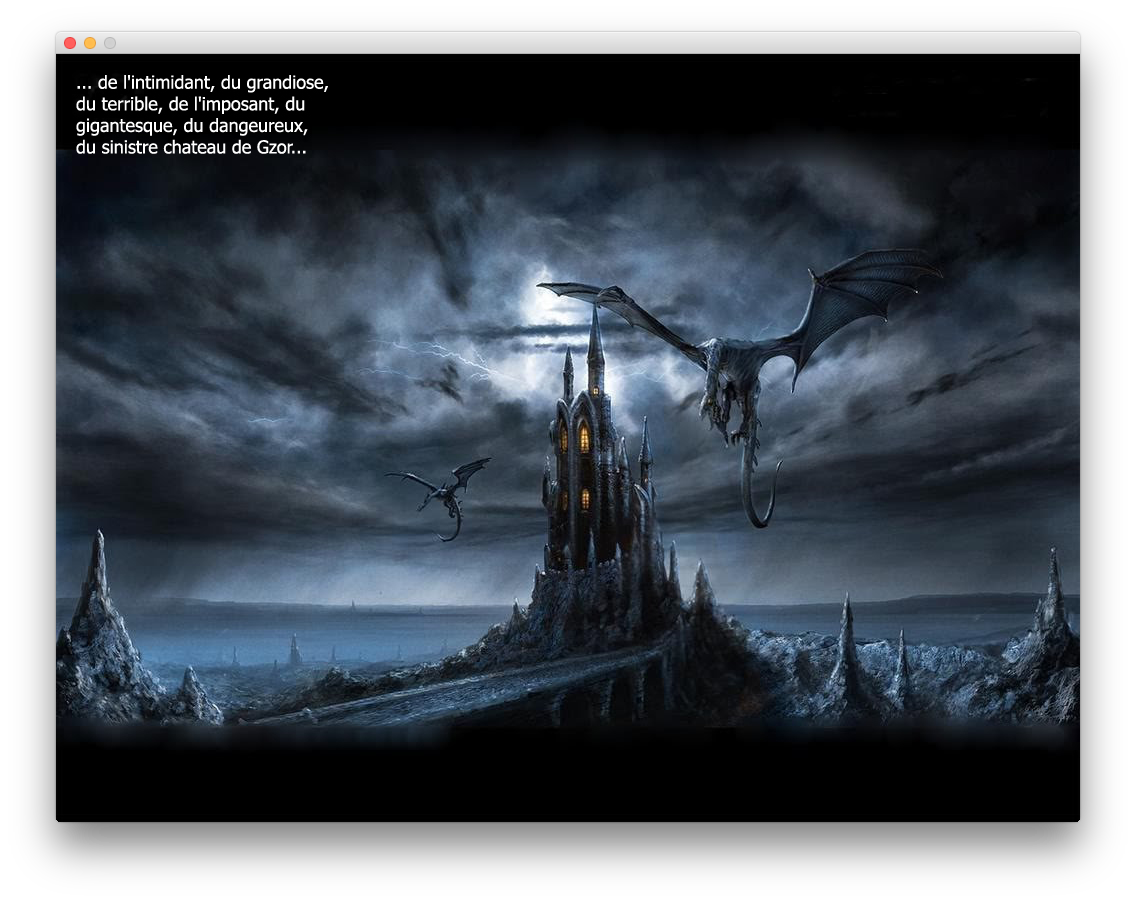 ... de l'intimidant, du grandiose,
du terrible, de l'imposant, du
gigantesque, du dangeureux,
du sinistre chateau de Gzor...